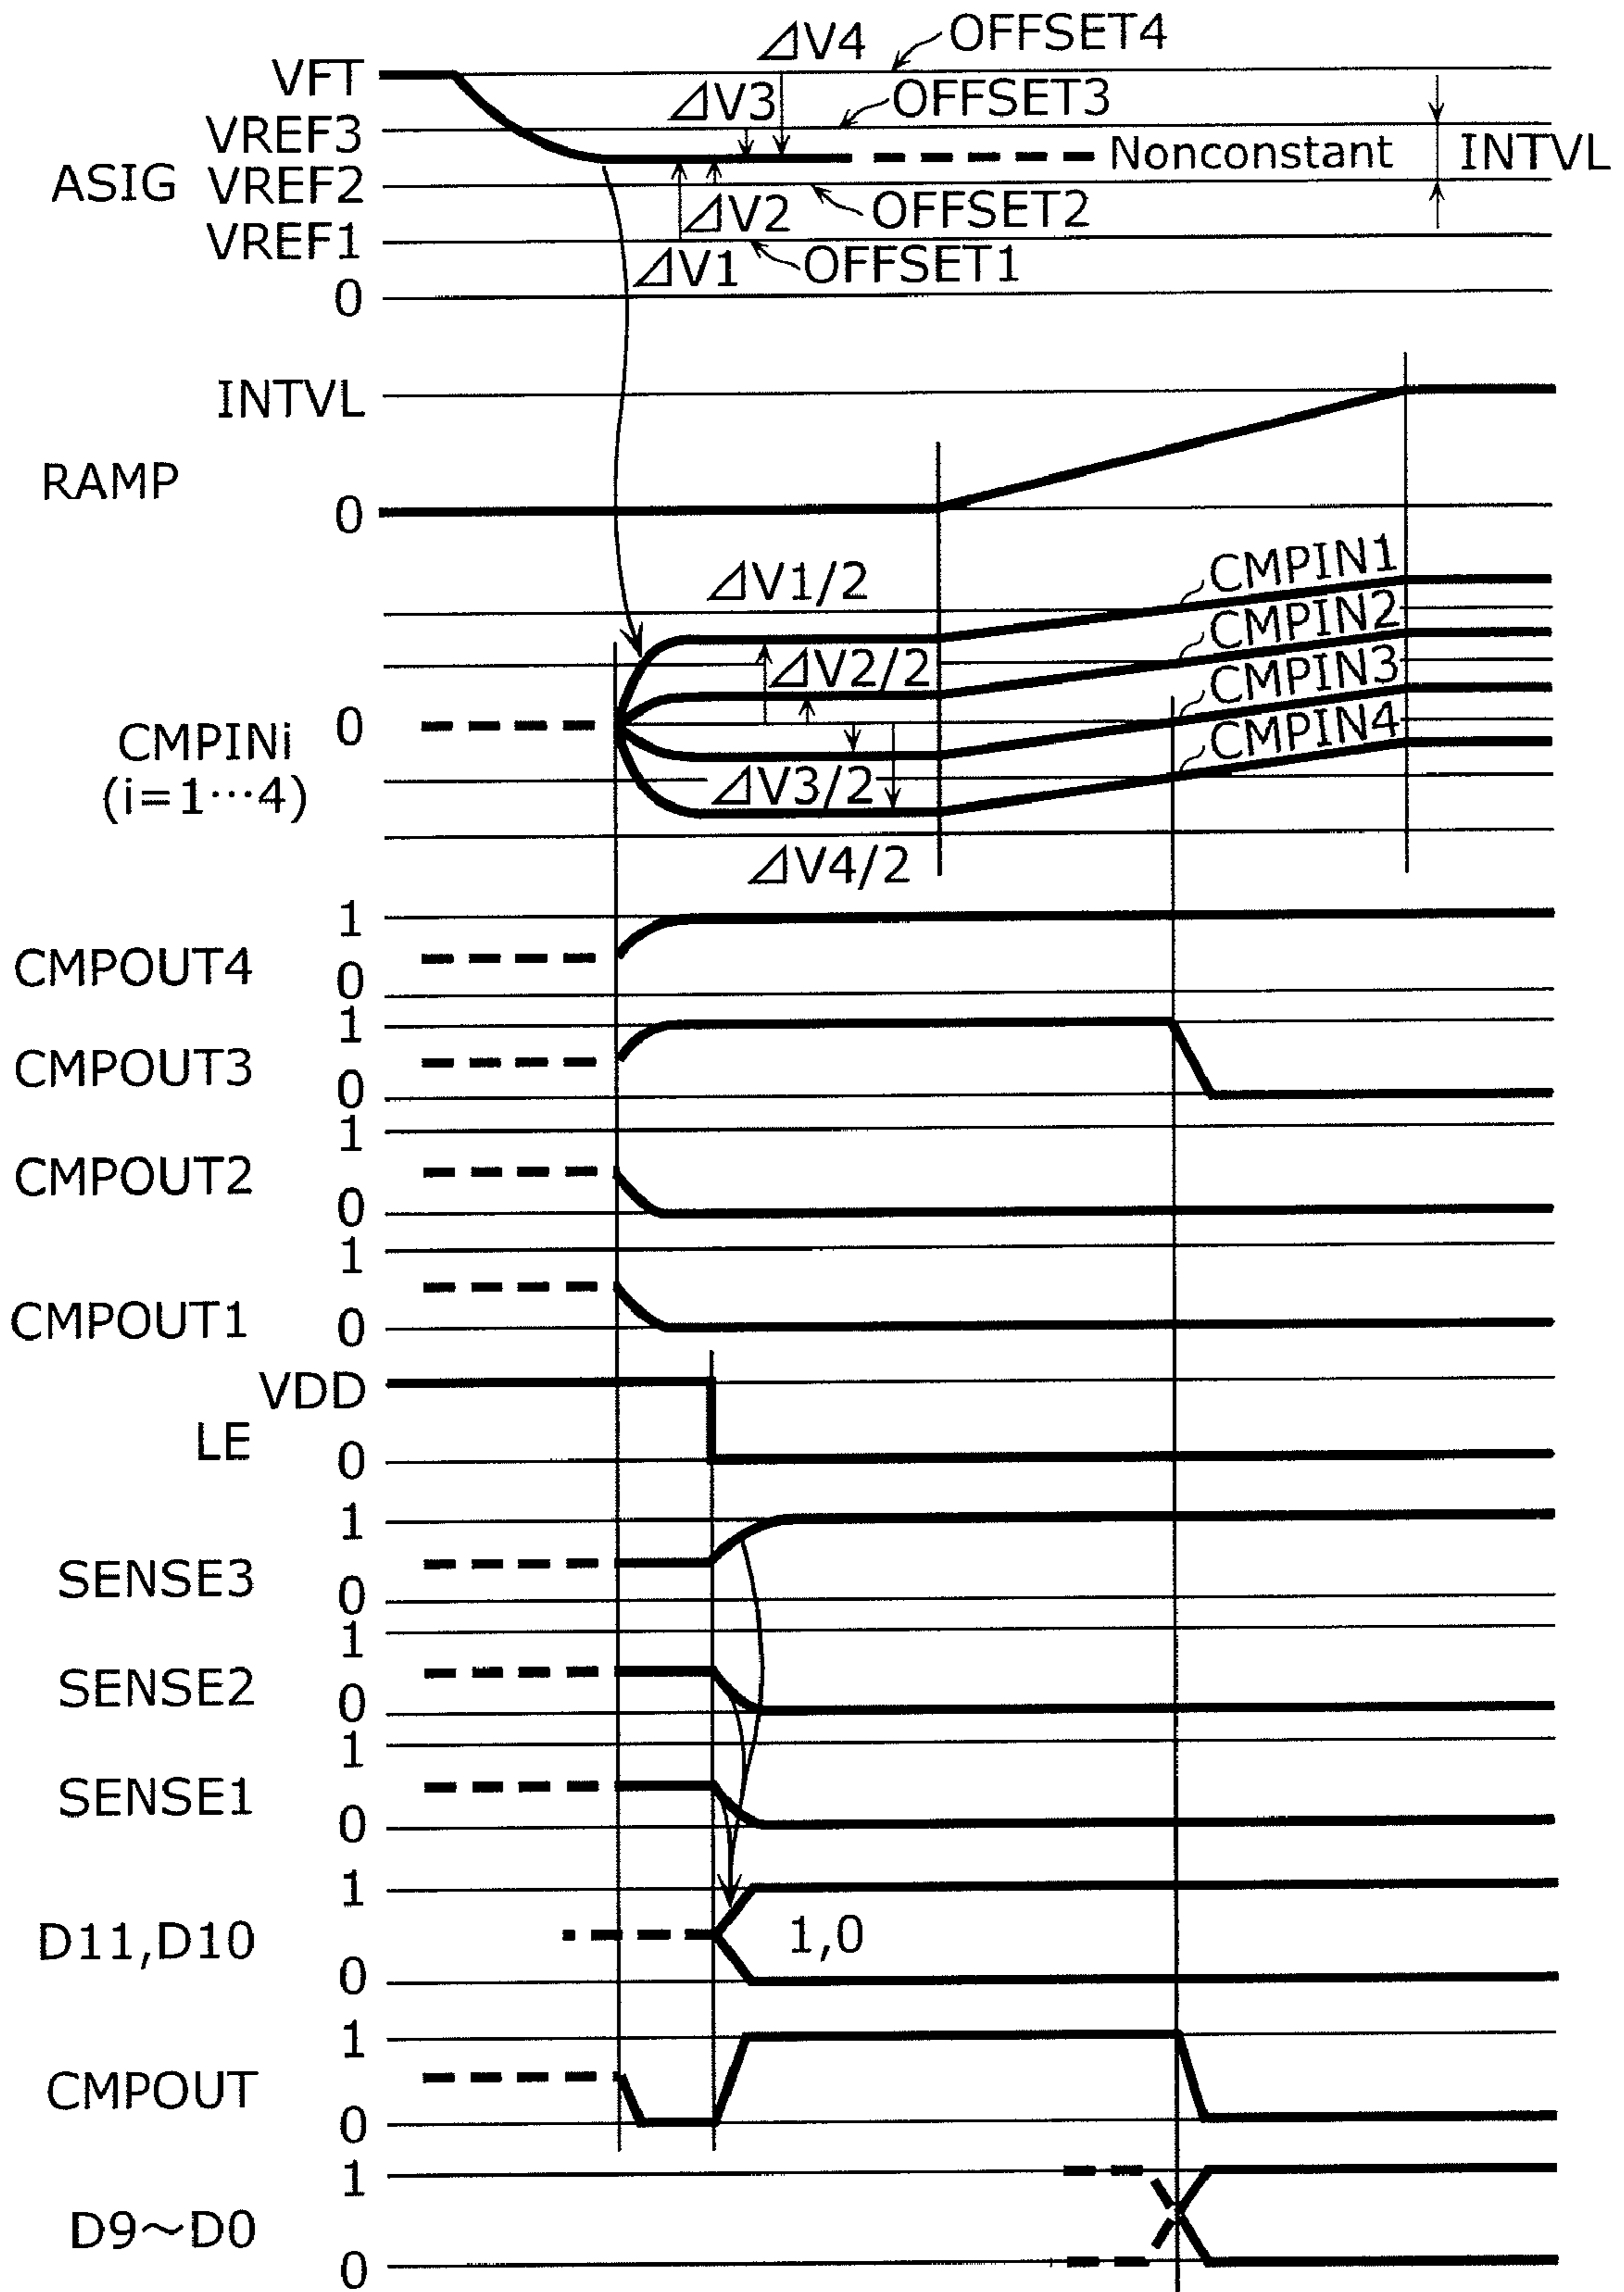 ⊿V4 OFFSET4
VFT
⊿V3 OFFSET3
VREF3
Nonconstant INTVL
ASIG VREF2
⊿V2 OFFSET2
VREF1
⊿V1 OFFSET1
0
INTVL
RAMP
0
⊿V1/2 CMPIN1
CMPIN2
⊿V2/2 CMPIN3
CMPINi 0
CMPIN4
(i=1⋯4)
⊿V3/2
⊿V4/2
1
CMPOUT4
0
1
CMPOUT3
0
1
CMPOUT2
0
1
CMPOUT1 0
VDD
LE
0
1
SENSE3
0
1
SENSE2
0
1
SENSE1
0
1
D11,D10 1,0
0
1
CMPOUT
0
1
D9～D0
0